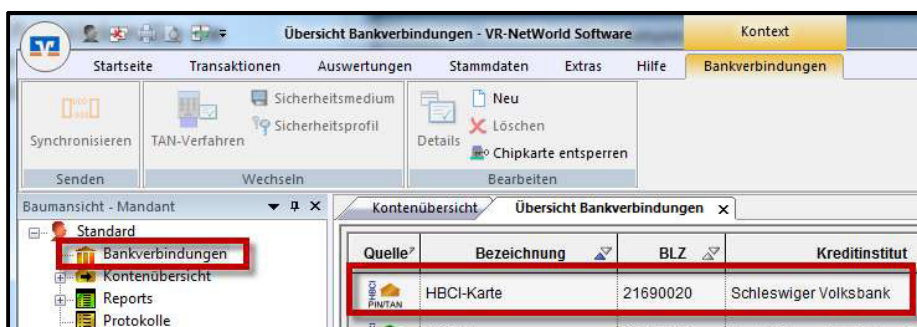 Übersicht Bankverbindungen - VR-NetWorld Software
Kontext
Startseite Transaktionen Auswertungen Stammdaten Extras Hilfe Bankverbindungen
Synchronisieren
TAN-Verfahren
Sicherheitsmedium
Sicherheitsprofil
Details
Neu
Löschen
Chipkarte entsperren
Senden Wechseln Bearbeiten
Baumansicht - Mandant
Kontenübersicht Übersicht Bankverbindungen x
Standard
Bankverbindungen
Kontenübersicht
Reports
Protokolle
Quelle Bezeichnung BLZ Kreditinstitut
HBCI PIN/TAN HBCI-Karte 21690020 Schleswiger Volksbank